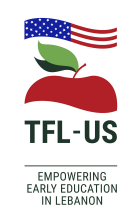 TFL-US
EMPOWERING
EARLY EDUCATION
IN LEBANON